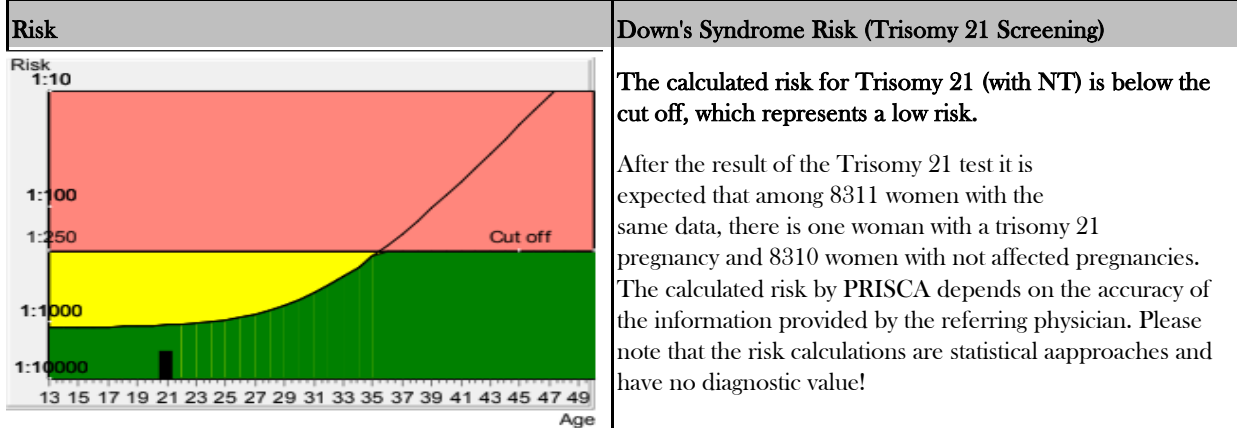 Risk
Down's Syndrome Risk (Trisomy 21 Screening)
Risk
1:10
1:100
1:250
Cut off
1:1000
1:10000
13 15 17 19 21 23 25 27 29 31 33 35 37 39 41 43 45 47 49
Age
The calculated risk for Trisomy 21 (with NT) is below the
cut off, which represents a low risk.
After the result of the Trisomy 21 test it is
expected that among 8311 women with the
same data, there is one woman with a trisomy 21
pregnancy and 8310 women with not affected pregnancies.
The calculated risk by PRISCA depends on the accuracy of
the information provided by the referring physician. Please
note that the risk calculations are statistical aapproaches and
have no diagnostic value!